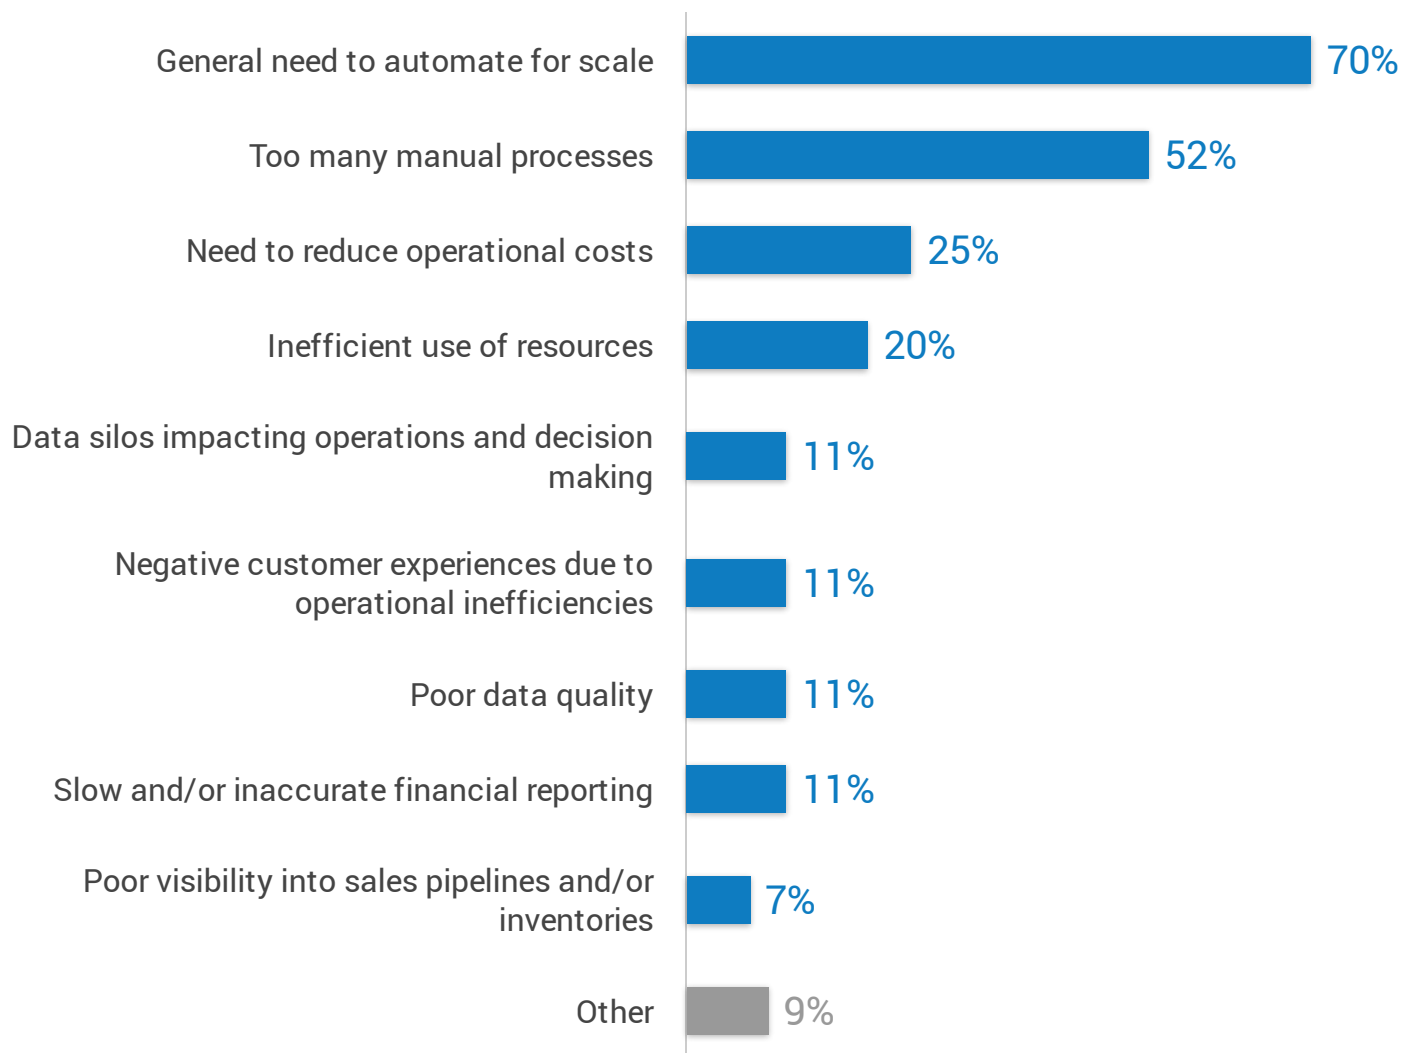 General need to automate for scale 70%
Too many manual processes 52%
Need to reduce operational costs 25%
Inefficient use of resources 20%
Data silos impacting operations and decision
making 11%
Negative customer experiences due to
operational inefficiencies 11%
Poor data quality 11%
Slow and/or inaccurate financial reporting 11%
Poor visibility into sales pipelines and/or
inventories 7%
Other 9%